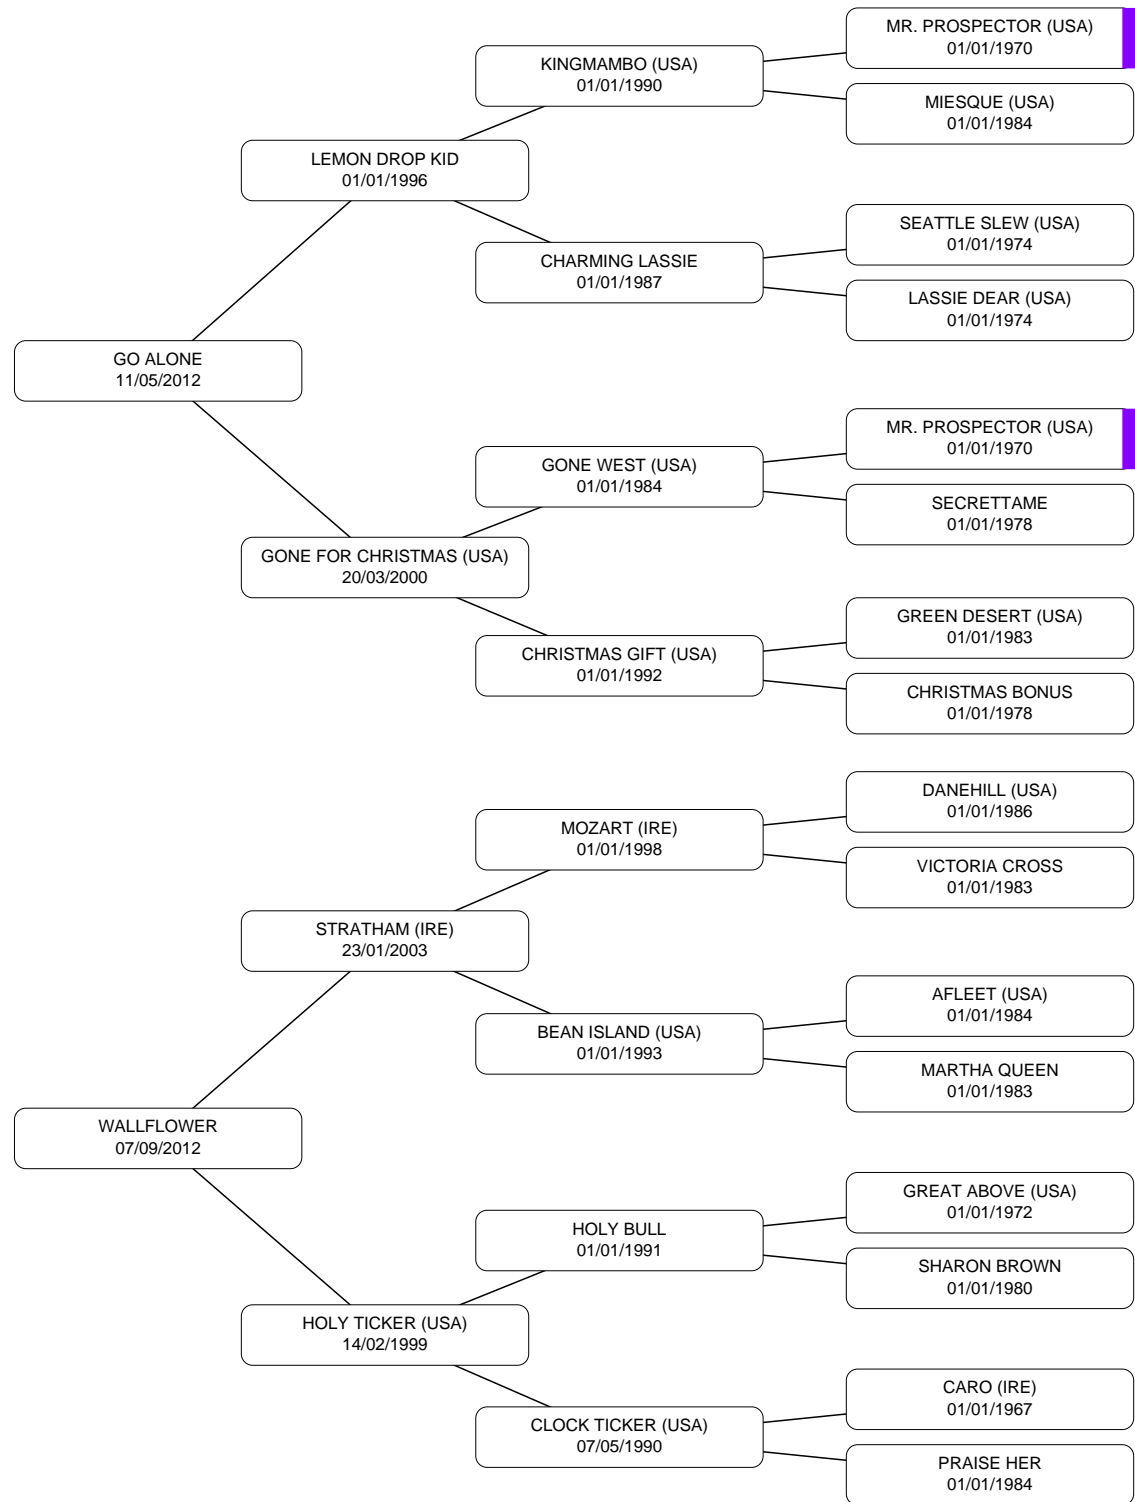 MR. PROSPECTOR (USA)
01/01/1970
KINGMAMBO (USA)
01/01/1990
MIESQUE (USA)
01/01/1984
LEMON DROP KID
01/01/1996
SEATTLE SLEW (USA)
01/01/1974
CHARMING LASSIE
01/01/1987
LASSIE DEAR (USA)
01/01/1974
GO ALONE
11/05/2012
MR. PROSPECTOR (USA)
01/01/1970
GONE WEST (USA)
01/01/1984
SECRETTAME
01/01/1978
GONE FOR CHRISTMAS (USA)
20/03/2000
GREEN DESERT (USA)
01/01/1983
CHRISTMAS GIFT (USA)
01/01/1992
CHRISTMAS BONUS
01/01/1978
DANEHILL (USA)
01/01/1986
MOZART (IRE)
01/01/1998
VICTORIA CROSS
01/01/1983
STRATHAM (IRE)
23/01/2003
AFLEET (USA)
01/01/1984
BEAN ISLAND (USA)
01/01/1993
MARTHA QUEEN
01/01/1983
WALLFLOWER
07/09/2012
GREAT ABOVE (USA)
01/01/1972
HOLY BULL
01/01/1991
SHARON BROWN
01/01/1980
HOLY TICKER (USA)
14/02/1999
CARO (IRE)
01/01/1967
CLOCK TICKER (USA)
07/05/1990
PRAISE HER
01/01/1984